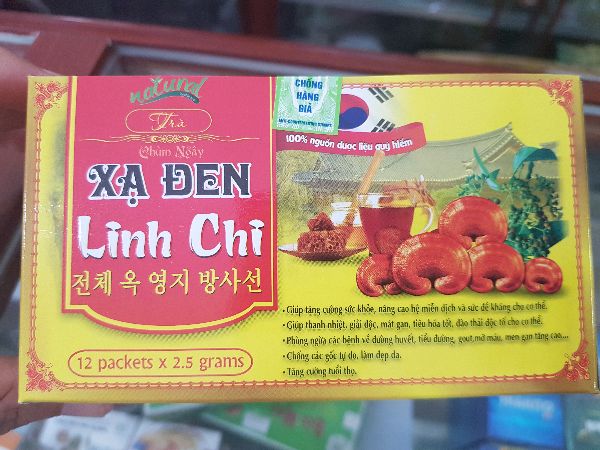 natural
Trà
Chùm Ngây
XẠ ĐEN
Linh Chi
전체 옥 영지 방사선
12 packets x 2.5 grams
CHỐNG
HÀNG
GIẢ
100% nguồn dược liệu quý hiếm
• Giúp tăng cường sức khỏe, nâng cao hệ miễn dịch và sức đề kháng cho cơ thể.
• Giúp thanh nhiệt, giải độc, mát gan, tiêu hóa tốt, đào thải độc tố cho cơ thể.
• Phòng ngừa các bệnh về đường huyết, tiểu đường, gout, mỡ máu, men gan tăng cao...
• Chống các gốc tự do, làm đẹp da.
• Tăng cường tuổi thọ.